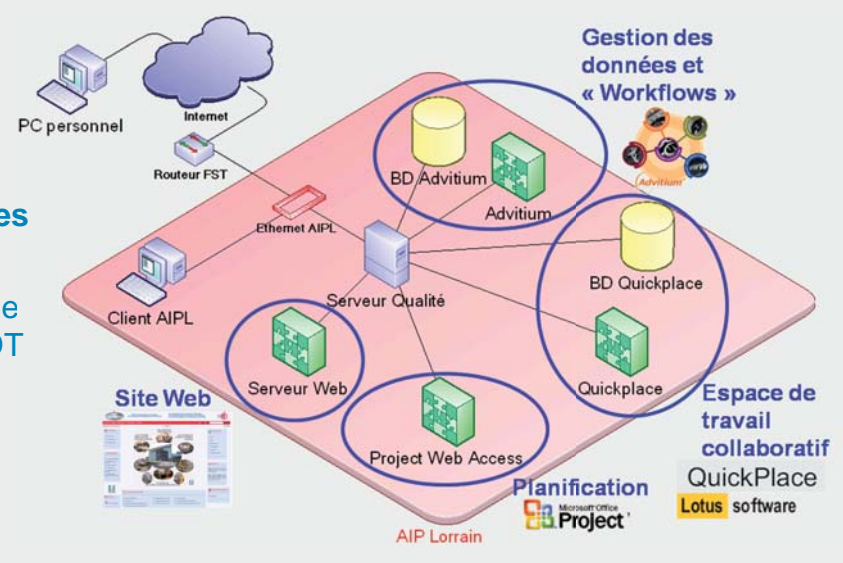 Gestion des
données et
« Workflows »
PC personnel
Internet
Routeur FST
BD Advitium
Advitium
Advitium
es
Ethernet AIPL
BD Quickplace
e
Client AIPL
Serveur Qualité
OT
Serveur Web
Quickplace
Site Web
Espace de
travail
collaboratif
Project Web Access
QuickPlace
Planification
Lotus software
Microsoft Office
Project
AIP Lorrain